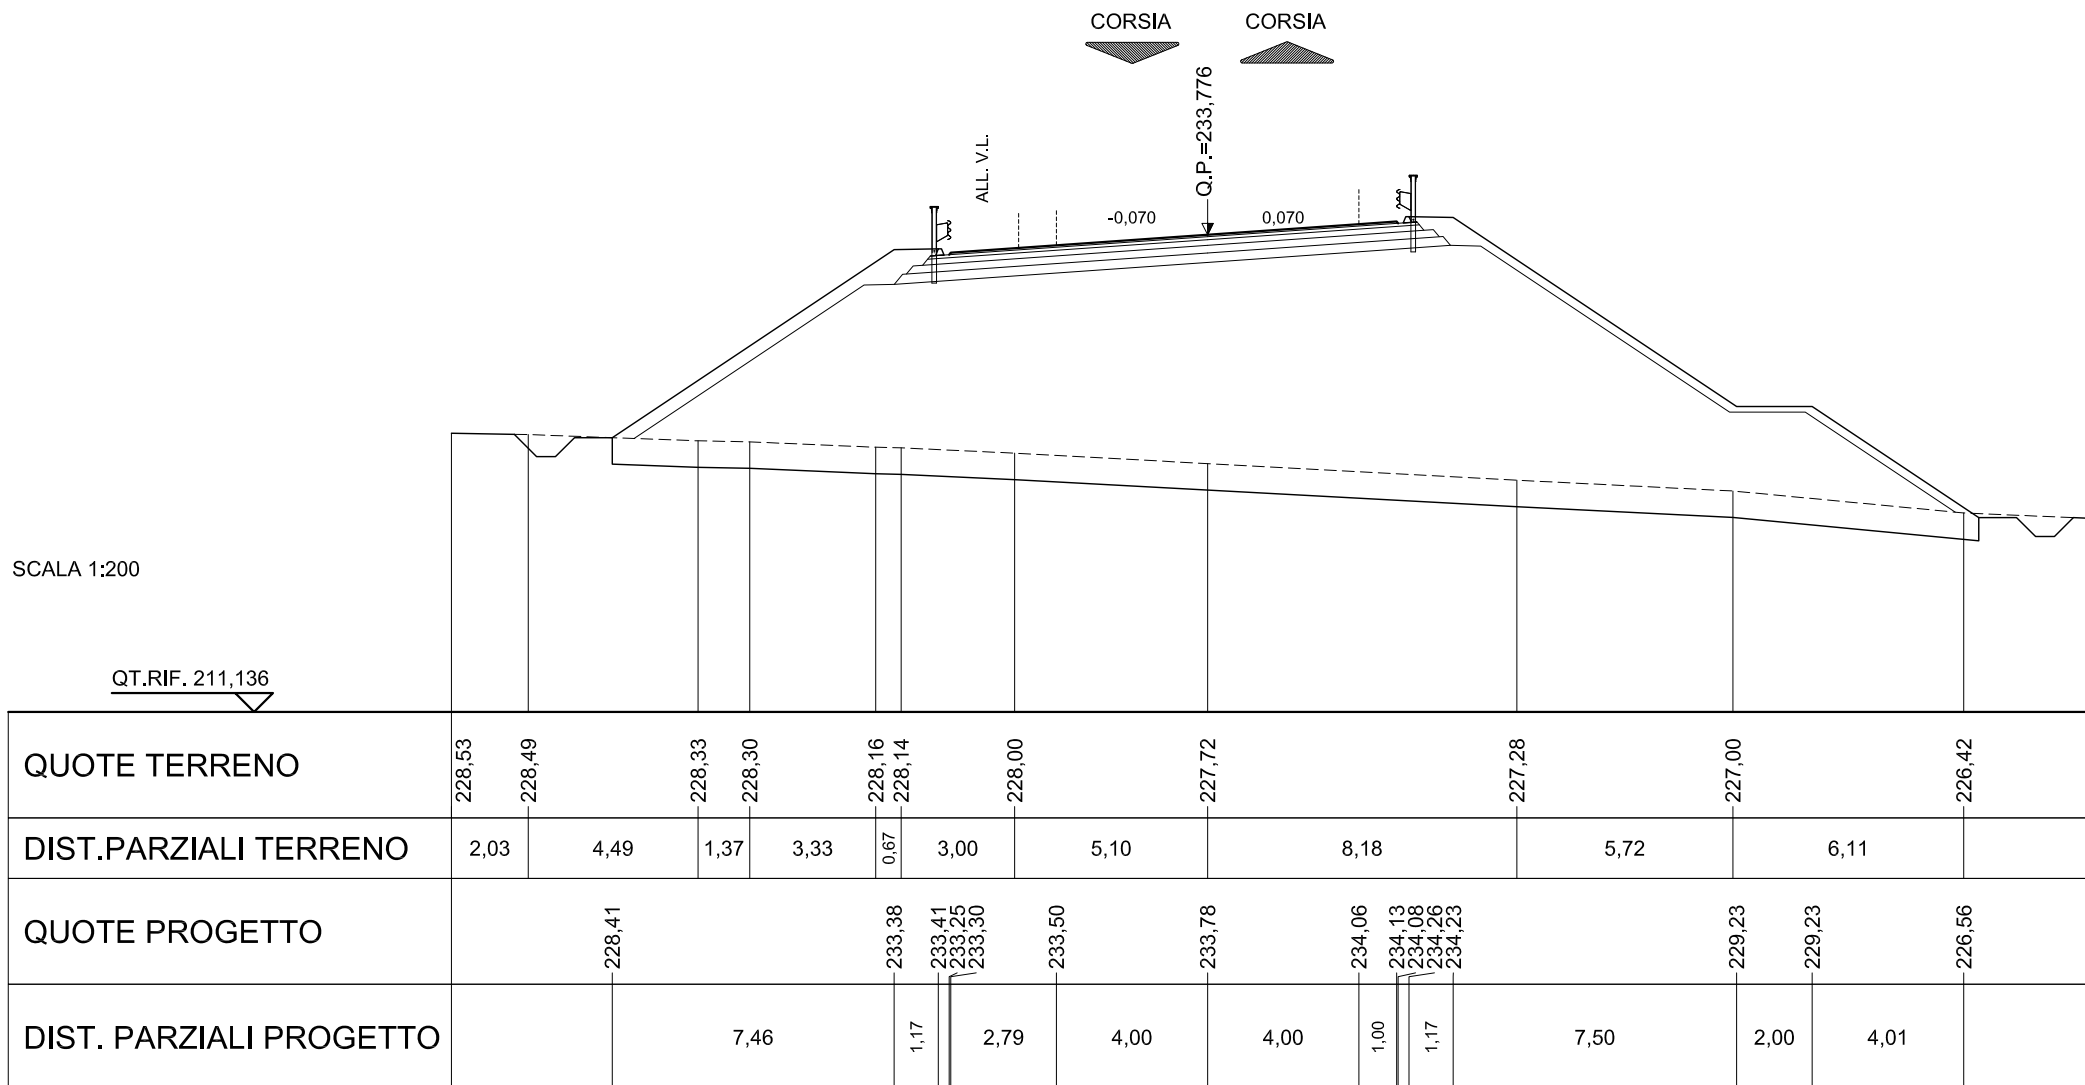 CORSIA CORSIA
Q.P.=233,776
ALL. V.L.
-0,070 0,070
SCALA 1:200
QT.RIF. 211,136
QUOTE TERRENO 228,53 228,49 228,33 228,30 228,16 228,14 228,00 227,72 227,28 227,00 226,42
DIST.PARZIALI TERRENO 2,03 4,49 1,37 3,33 0,67 3,00 5,10 8,18 5,72 6,11
QUOTE PROGETTO 228,41 233,38 233,41 233,25 233,30 233,50 233,78 234,06 234,13 234,08 234,26 234,23 229,23 229,23 226,56
DIST. PARZIALI PROGETTO 7,46 1,17 2,79 4,00 4,00 1,00 1,17 7,50 2,00 4,01